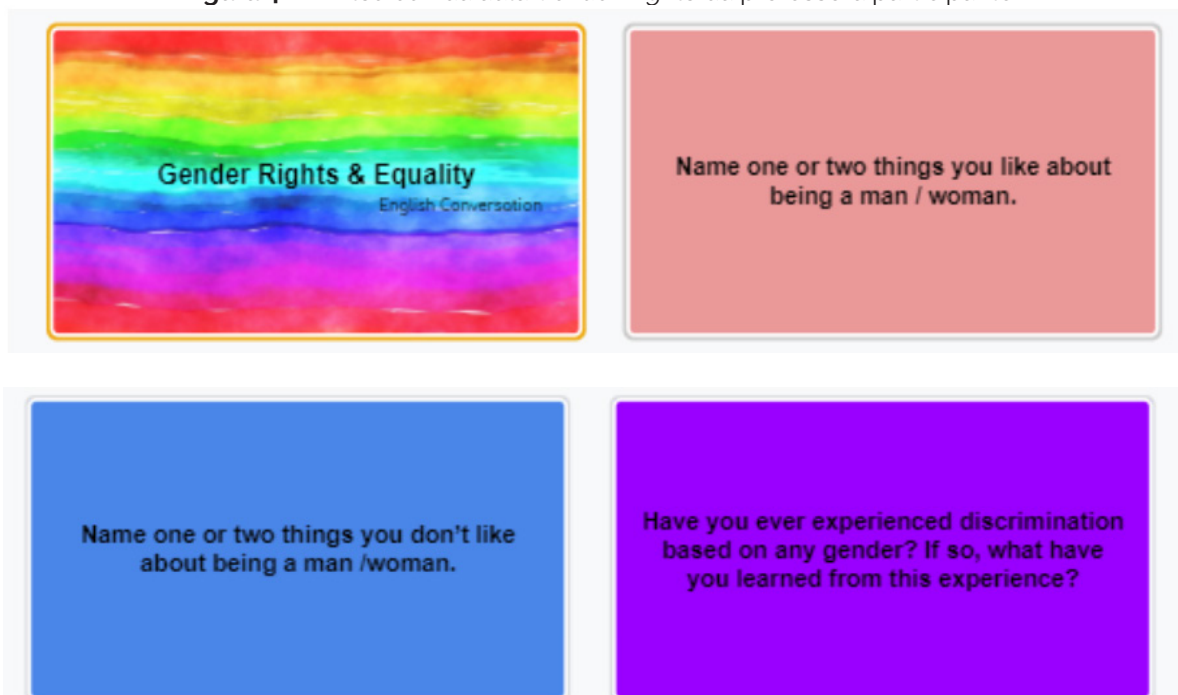 Gender Rights & Equality
English Conversation
Name one or two things you like about
being a man / woman.
Name one or two things you don't like
about being a man /woman.
Have you ever experienced discrimination
based on any gender? If so, what have
you learned from this experience?